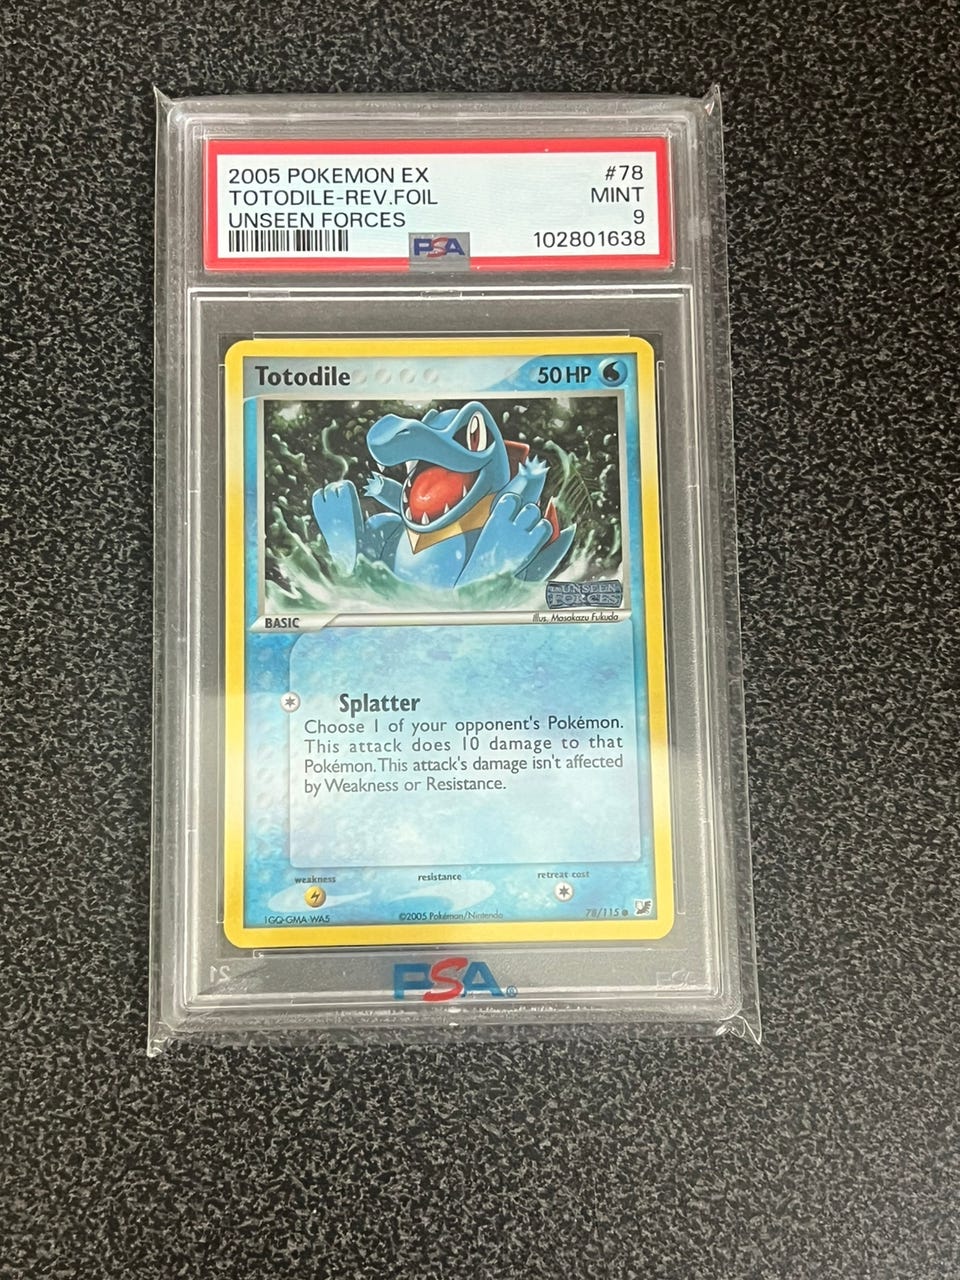 2005 POKEMON EX #78
TOTODILE-REV.FOIL MINT
UNSEEN FORCES 9
PSA 102801638
Totodile 50 HP
UNSEEN
FORCES
BASIC Illus. Masakazu Fukuda
Splatter
Choose 1 of your opponent's Pokémon.
This attack does 10 damage to that
Pokémon. This attack's damage isn't affected
by Weakness or Resistance.
weakness resistance retreat cost
1GQ-GMA-WA5 ©2005 Pokémon/Nintendo 78/115
PSA®